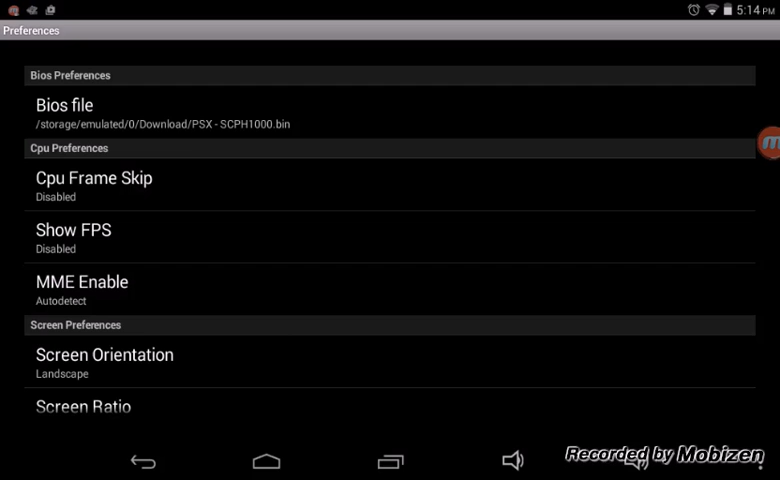 5:14 PM
Preferences
Bios Preferences
Bios file
/storage/emulated/0/Download/PSX - SCPH1000.bin
Cpu Preferences
Cpu Frame Skip
Disabled
Show FPS
Disabled
MME Enable
Autodetect
Screen Preferences
Screen Orientation
Landscape
Screen Ratio
Recorded by Mobizen